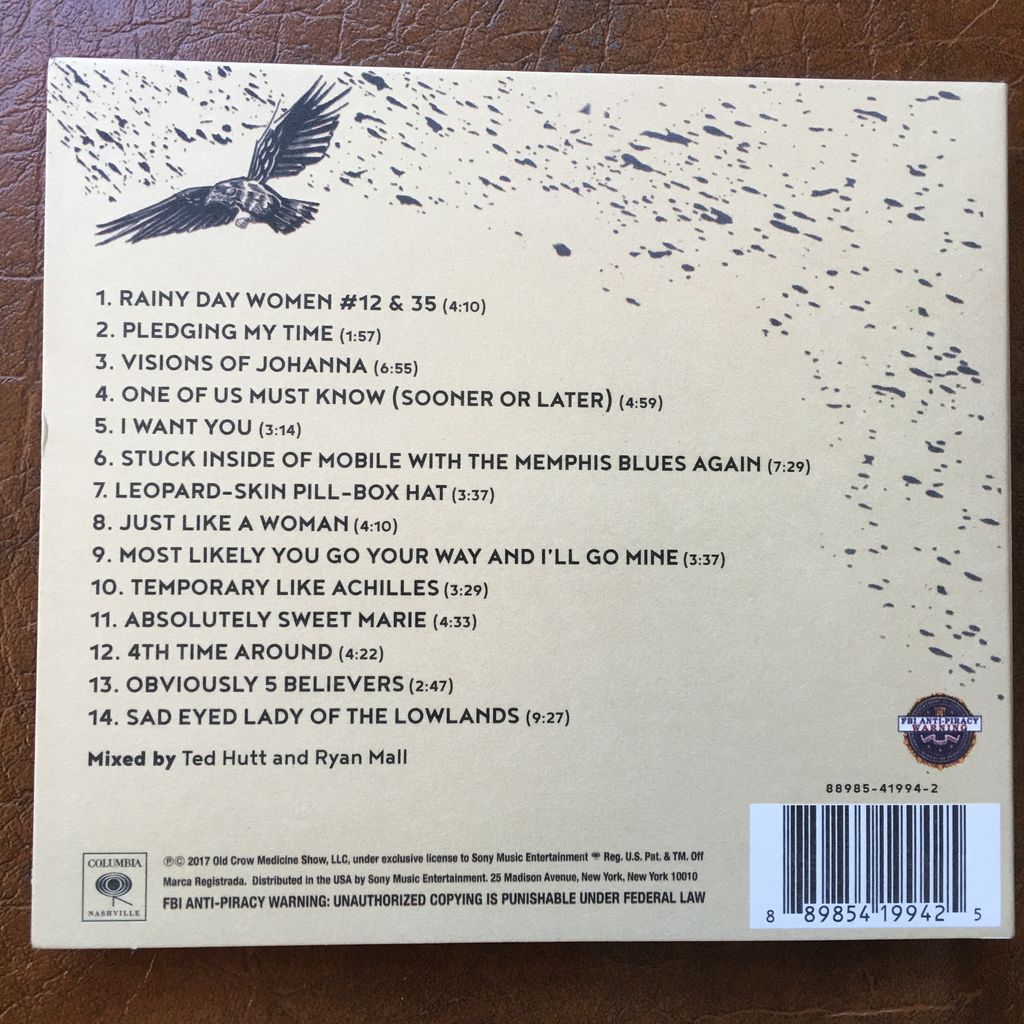 1. RAINY DAY WOMEN #12 & 35 (4:10)
2. PLEDGING MY TIME (1:57)
3. VISIONS OF JOHANNA (6:55)
4. ONE OF US MUST KNOW (SOONER OR LATER) (4:59)
5. I WANT YOU (3:14)
6. STUCK INSIDE OF MOBILE WITH THE MEMPHIS BLUES AGAIN (7:29)
7. LEOPARD-SKIN PILL-BOX HAT (3:37)
8. JUST LIKE A WOMAN (4:10)
9. MOST LIKELY YOU GO YOUR WAY AND I'LL GO MINE (3:37)
10. TEMPORARY LIKE ACHILLES (3:29)
11. ABSOLUTELY SWEET MARIE (4:33)
12. 4TH TIME AROUND (4:22)
13. OBVIOUSLY 5 BELIEVERS (2:47)
14. SAD EYED LADY OF THE LOWLANDS (9:27)
Mixed by Ted Hutt and Ryan Mall
FBI ANTI-PIRACY
WARNING
88985-41994-2
COLUMBIA
NASHVILLE
℗© 2017 Old Crow Medicine Show, LLC, under exclusive license to Sony Music Entertainment Reg. U.S. Pat. & TM. Off
Marca Registrada. Distributed in the USA by Sony Music Entertainment. 25 Madison Avenue, New York, New York 10010
FBI ANTI-PIRACY WARNING: UNAUTHORIZED COPYING IS PUNISHABLE UNDER FEDERAL LAW
8 89854 19942 5